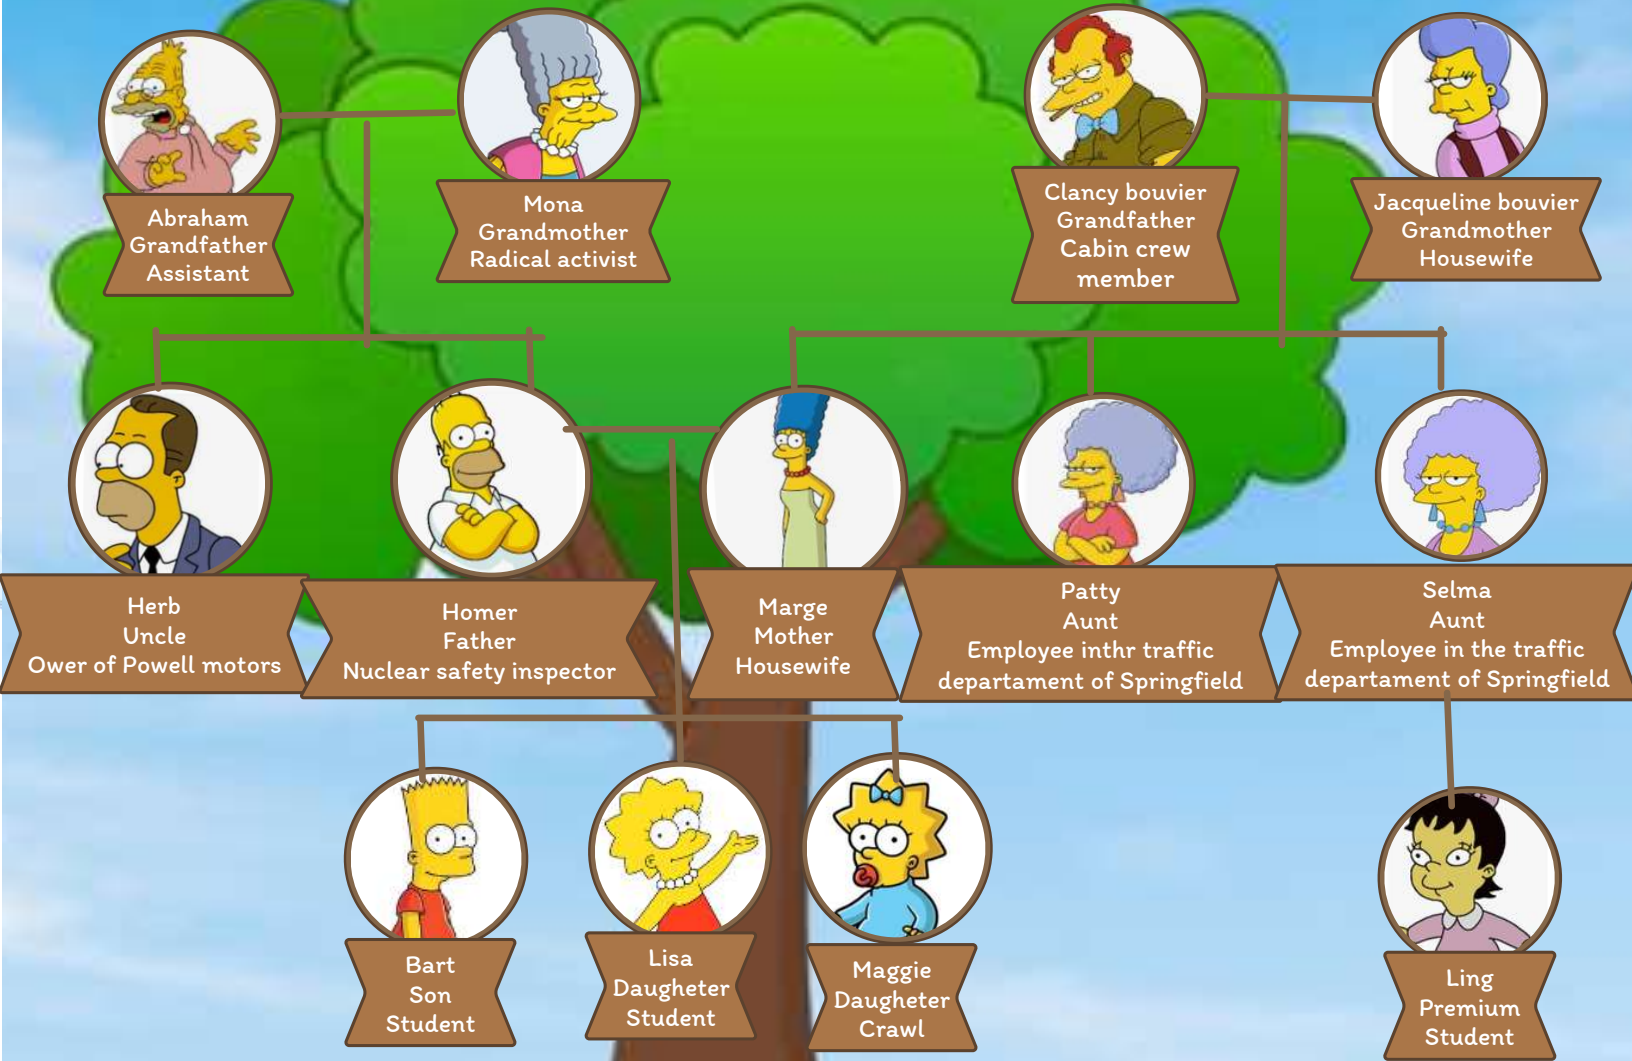 Abraham
Grandfather
Assistant
Mona
Grandmother
Radical activist
Clancy bouvier
Grandfather
Cabin crew
member
Jacqueline bouvier
Grandmother
Housewife
Herb
Uncle
Ower of Powell motors
Homer
Father
Nuclear safety inspector
Marge
Mother
Housewife
Patty
Aunt
Employee inthr traffic
departament of Springfield
Selma
Aunt
Employee in the traffic
departament of Springfield
Bart
Son
Student
Lisa
Daugheter
Student
Maggie
Daugheter
Crawl
Ling
Premium
Student